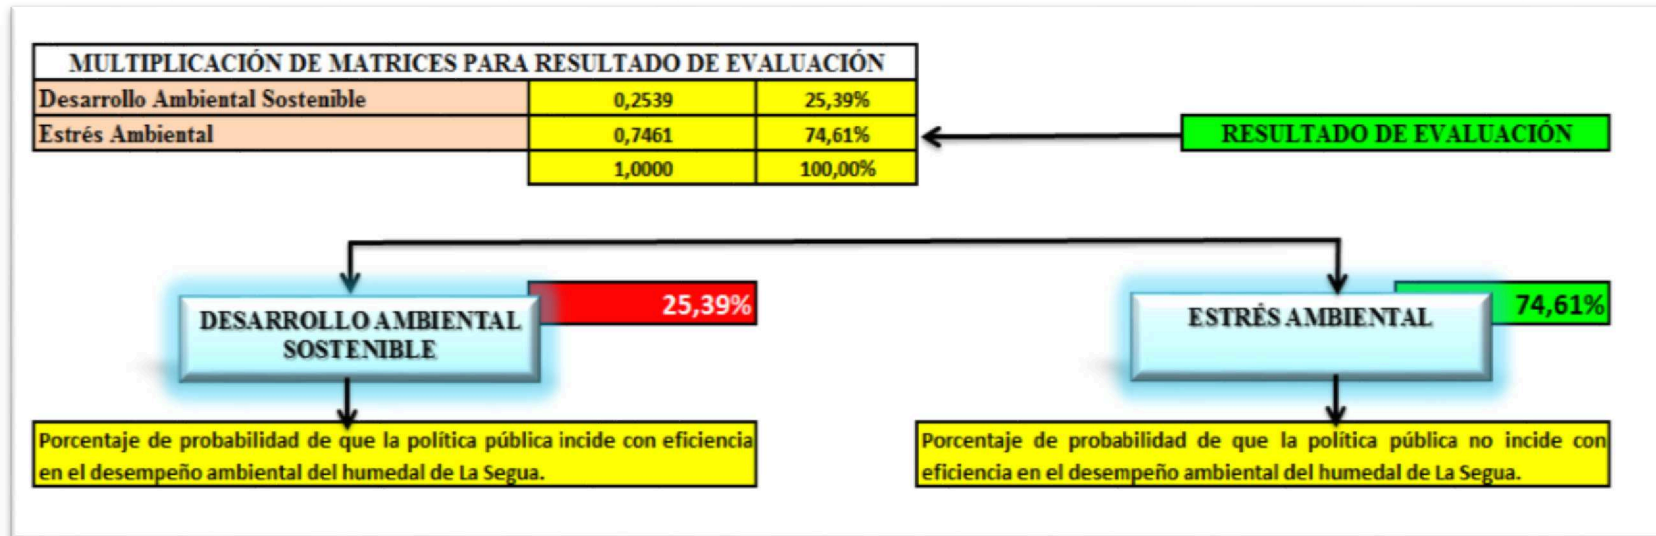 MULTIPLICACIÓN DE MATRICES PARA RESULTADO DE EVALUACIÓN
Desarrollo Ambiental Sostenible 0,2539 25,39%
Estrés Ambiental 0,7461 74,61%
1,0000 100,00%
RESULTADO DE EVALUACIÓN
DESARROLLO AMBIENTAL
SOSTENIBLE
25,39%
Porcentaje de probabilidad de que la política pública incide con eficiencia
en el desempeño ambiental del humedal de La Segua.
ESTRÉS AMBIENTAL
74,61%
Porcentaje de probabilidad de que la política pública no incide con
eficiencia en el desempeño ambiental del humedal de La Segua.